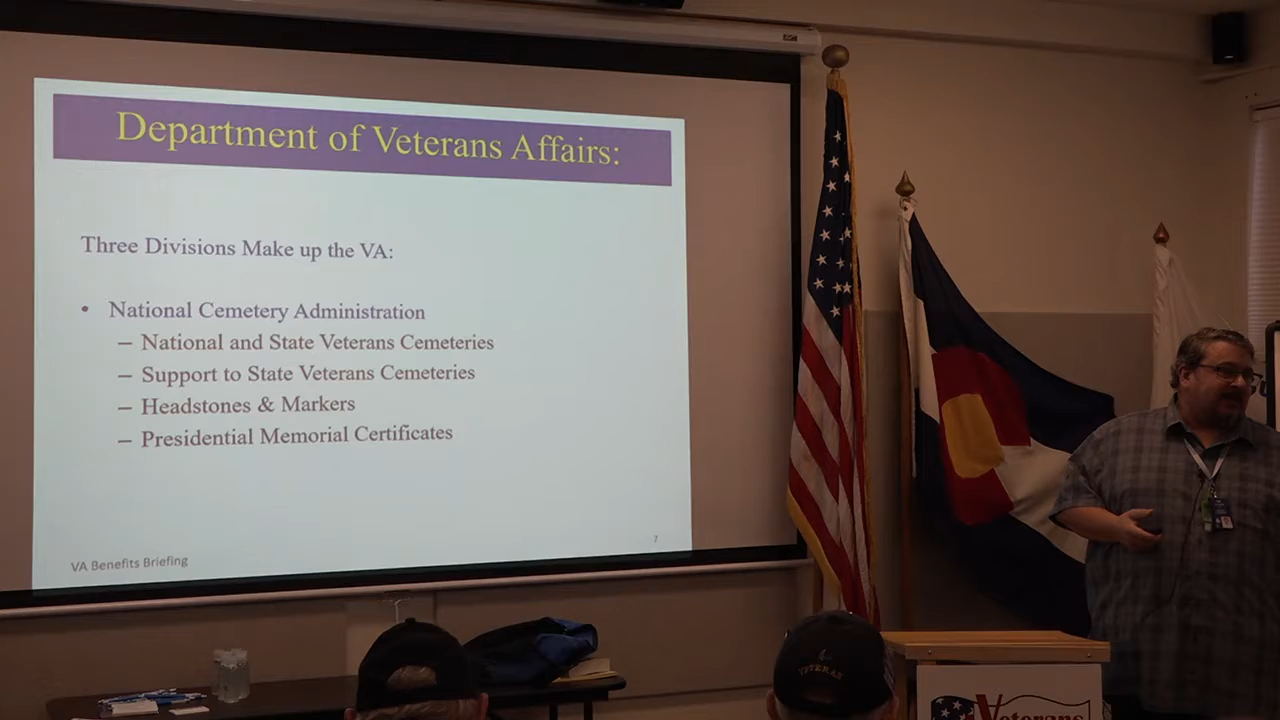 Department of Veterans Affairs:
Three Divisions Make up the VA:
• National Cemetery Administration
– National and State Veterans Cemeteries
– Support to State Veterans Cemeteries
– Headstones & Markers
– Presidential Memorial Certificates
7
VA Benefits Briefing
VETERAN
Veterans